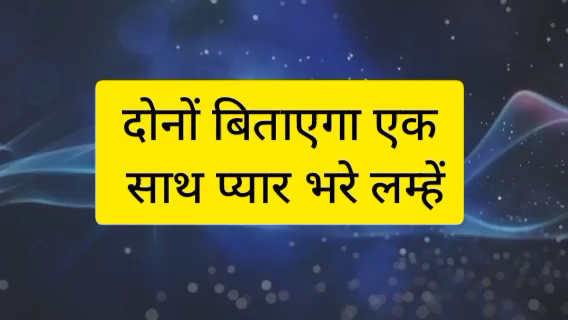 दोनों बिताएगा एक
साथ प्यार भरे लम्हें